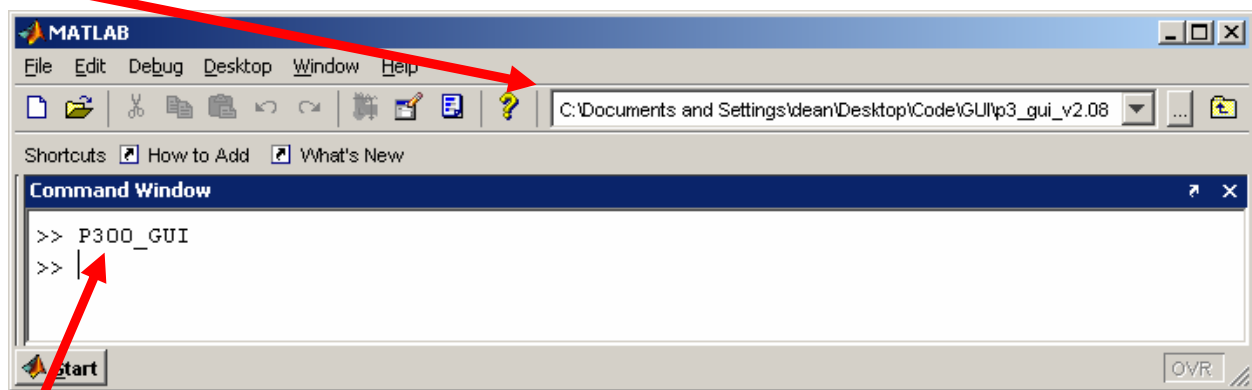 MATLAB
File Edit Debug Desktop Window Help
C:\Documents and Settings\dean\Desktop\Code\GUI\p3_gui_v2.08 ...
Shortcuts How to Add What's New
Command Window
>> P300_GUI
>>
Start OVR